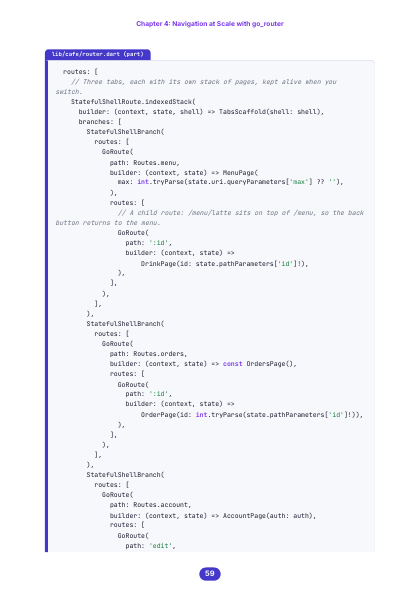 Chapter 4: Navigation at Scale with go_router
lib/cafe/router.dart (part)
  routes: [
    // Three tabs, each with its own stack of pages, kept alive when you
switch.
    StatefulShellRoute.indexedStack(
      builder: (context, state, shell) => TabsScaffold(shell: shell),
      branches: [
        StatefulShellBranch(
          routes: [
            GoRoute(
              path: Routes.menu,
              builder: (context, state) => MenuPage(
                max: int.tryParse(state.uri.queryParameters['max'] ?? ''),
              ),
              routes: [
                // A child route: /menu/latte sits on top of /menu, so the back
button returns to the menu.
                GoRoute(
                  path: ':id',
                  builder: (context, state) =>
                      DrinkPage(id: state.pathParameters['id']!),
                ),
              ],
            ),
          ],
        ),
        StatefulShellBranch(
          routes: [
            GoRoute(
              path: Routes.orders,
              builder: (context, state) => const OrdersPage(),
              routes: [
                GoRoute(
                  path: ':id',
                  builder: (context, state) =>
                      OrderPage(id: int.tryParse(state.pathParameters['id']!)),
                ),
              ],
            ),
          ],
        ),
        StatefulShellBranch(
          routes: [
            GoRoute(
              path: Routes.account,
              builder: (context, state) => AccountPage(auth: auth),
              routes: [
                GoRoute(
                  path: 'edit',
59